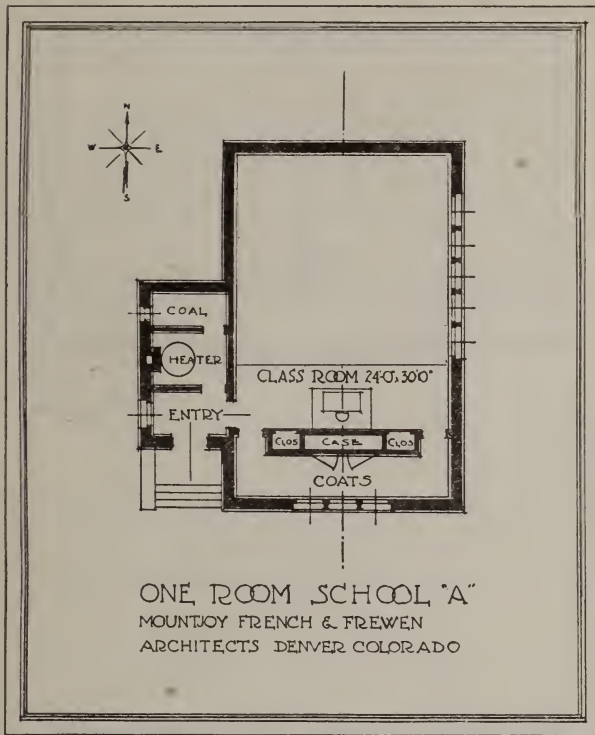 N
W E
S
COAL
HEATER
CLASS ROOM 24'0", 30'0"
ENTRY
CLOS CASE CLOS
COATS
ONE ROOM SCHOOL "A"
MOUNTJOY FRENCH & FREWEN
ARCHITECTS DENVER COLORADO